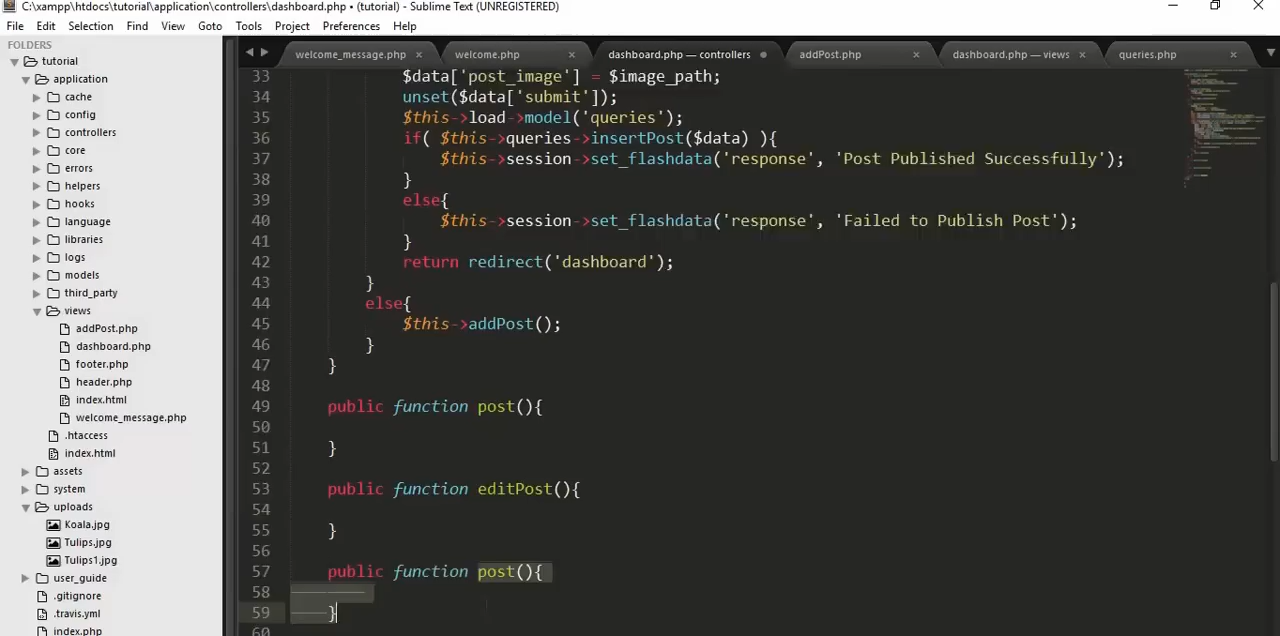 C:\xampp\htdocs\tutorial\application\controllers\dashboard.php • (tutorial) - Sublime Text (UNREGISTERED)
File Edit Selection Find View Goto Tools Project Preferences Help
FOLDERS
tutorial
application
cache
config
controllers
core
errors
helpers
hooks
language
libraries
logs
models
third_party
views
addPost.php
dashboard.php
footer.php
header.php
index.html
welcome_message.php
.htaccess
index.html
assets
system
uploads
Koala.jpg
Tulips.jpg
Tulips1.jpg
user_guide
.gitignore
.travis.yml
index.php
welcome_message.php × welcome.php × dashboard.php — controllers • addPost.php × dashboard.php — views × queries.php ×
33 $data['post_image'] = $image_path;
34 unset($data['submit']);
35 $this->load->model('queries');
36 if( $this->queries->insertPost($data) ){
37 $this->session->set_flashdata('response', 'Post Published Successfully');
38 }
39 else{
40 $this->session->set_flashdata('response', 'Failed to Publish Post');
41 }
42 return redirect('dashboard');
43 }
44 else{
45 $this->addPost();
46 }
47 }
48
49 public function post(){
50
51 }
52
53 public function editPost(){
54
55 }
56
57 public function post(){
58
59 }
60